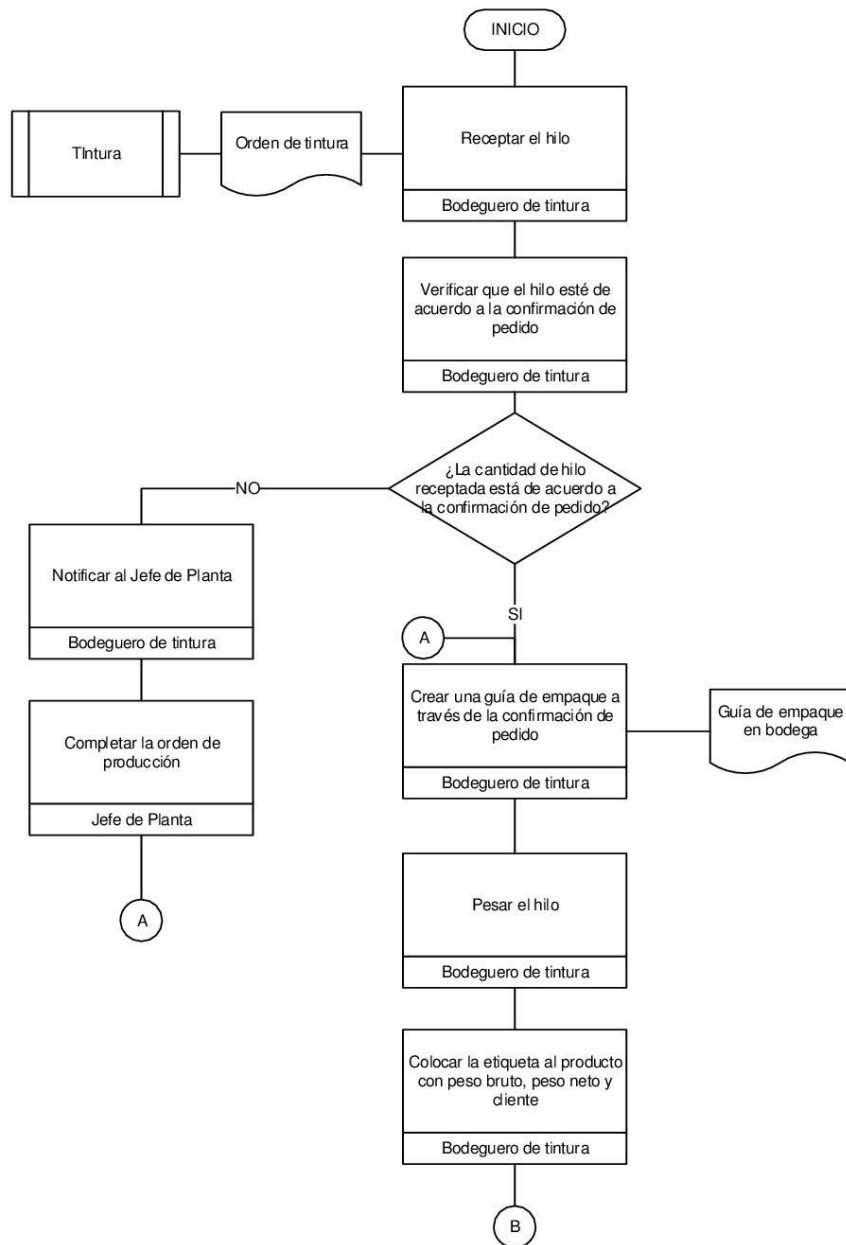 INICIO
TIntura
Orden de tintura
Receptar el hilo
Bodeguero de tintura
Verificar que el hilo esté de
acuerdo a la confirmación de
pedido
Bodeguero de tintura
¿La cantidad de hilo
receptada está de acuerdo a
la confirmación de pedido?
NO
Notificar al Jefe de Planta
Bodeguero de tintura
Completar la orden de
producción
Jefe de Planta
A
SI
A
Crear una guía de empaque a
través de la confirmación de
pedido
Bodeguero de tintura
Guía de empaque
en bodega
Pesar el hilo
Bodeguero de tintura
Colocar la etiqueta al producto
con peso bruto, peso neto y
cliente
Bodeguero de tintura
B